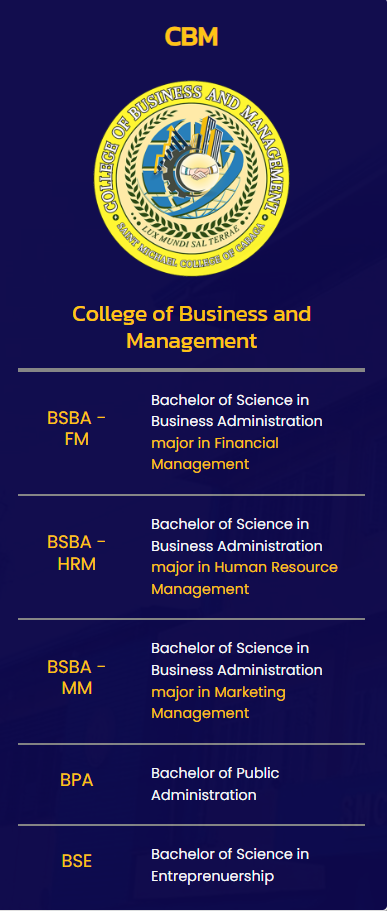 CBM
COLLEGE OF BUSINESS AND MANAGEMENT
LUX MUNDI SAL TERRAE
SAINT MICHAEL COLLEGE OF CARAGA
College of Business and
Management
BSBA -
FM
Bachelor of Science in
Business Administration
major in Financial
Management
BSBA -
HRM
Bachelor of Science in
Business Administration
major in Human Resource
Management
BSBA -
MM
Bachelor of Science in
Business Administration
major in Marketing
Management
BPA
Bachelor of Public
Administration
BSE
Bachelor of Science in
Entreprenuership